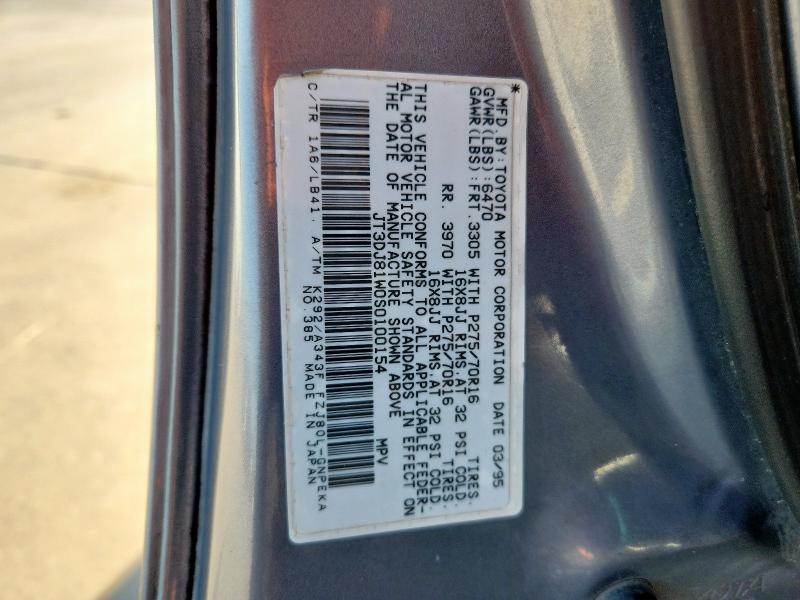 *
MFD.BY:TOYOTA MOTOR CORPORATION DATE 03/95
GVWR(LBS):6470
GAWR(LBS):FRT.3305 WITH P275/70R16 TIRES.
16X8JJ RIMS.AT 32 PSI COLD.
RR. 3970 WITH P275/70R16 TIRES.
16X8JJ RIMS.AT 32 PSI COLD.
THIS VEHICLE CONFORMS TO ALL APPLICABLE FEDER-
AL MOTOR VEHICLE SAFETY STANDARDS IN EFFECT ON
THE DATE OF MANUFACTURE SHOWN ABOVE
JT3DJ81W0S0100154 MPV
C/TR 1A6/LB41. A/TM K292/A343F FZJ80L-GNPEKA
NO.385 MADE IN JAPAN